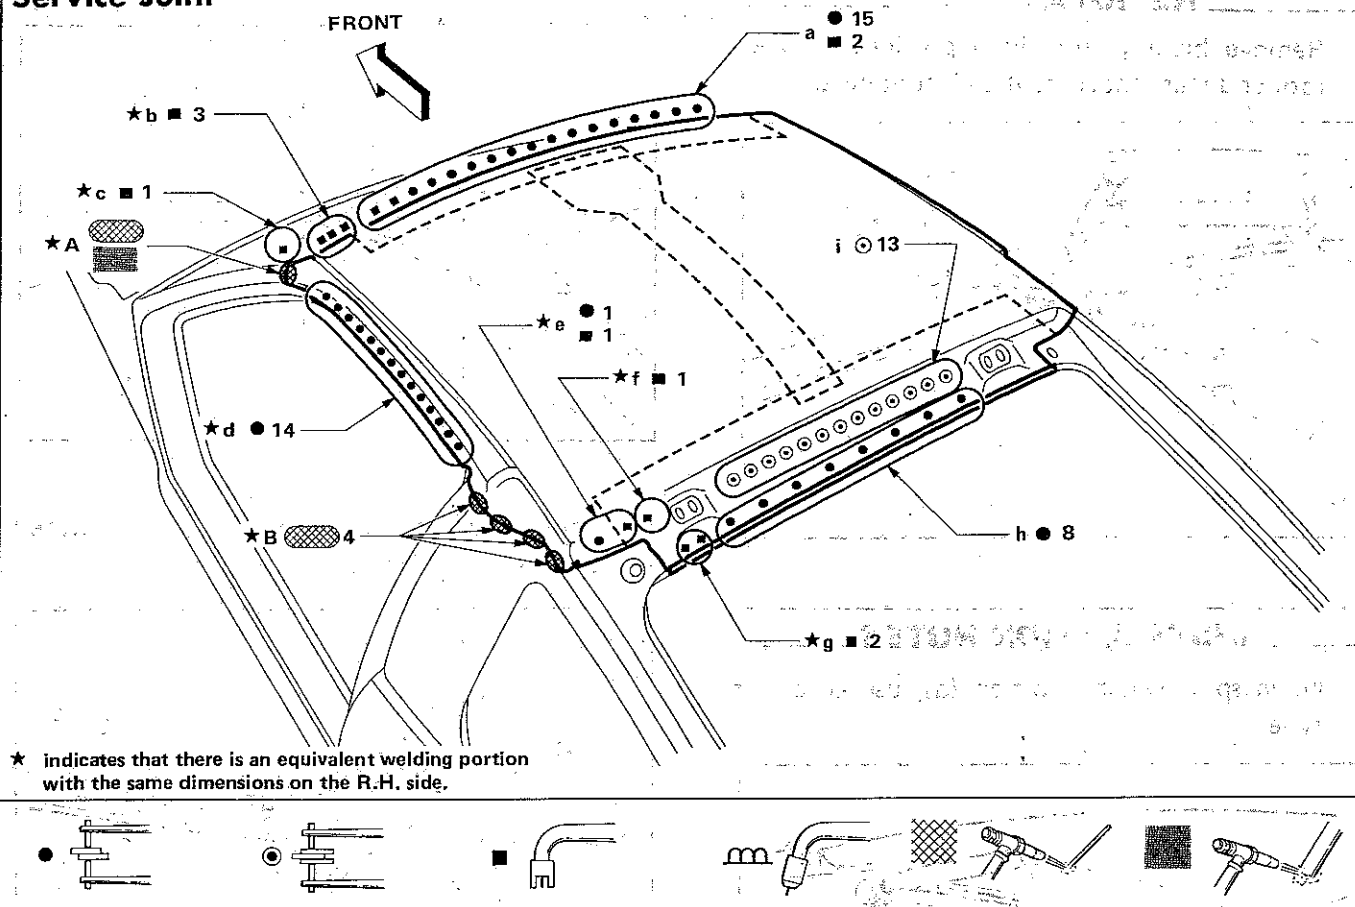 Service Joint
FRONT
a ● 15
■ 2
★b ■ 3
★c ■ 1
★A
i ⊙ 13
★e ● 1
■ 1
★f ■ 1
★d ● 14
★B 4
h ● 8
★g ■ 2
★ indicates that there is an equivalent welding portion
with the same dimensions on the R.H. side.